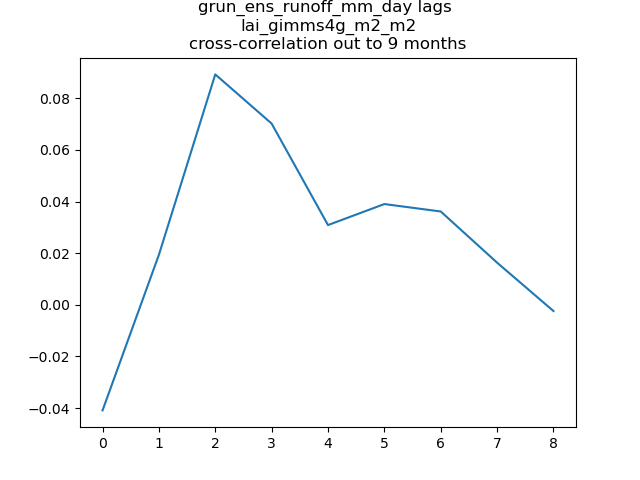 grun_ens_runoff_mm_day lags
lai_gimms4g_m2_m2
cross-correlation out to 9 months
0.08
0.06
0.04
0.02
0.00
−0.02
−0.04
0 1 2 3 4 5 6 7 8